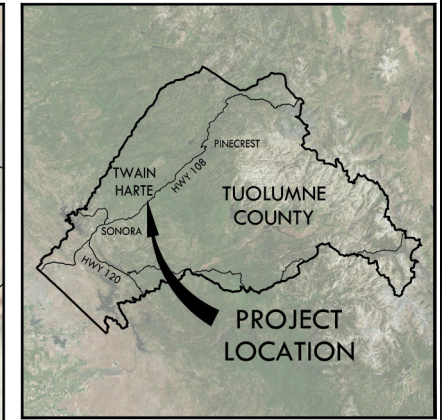 PINECREST
TWAIN
HARTE
HWY 108
TUOLUMNE
COUNTY
SONORA
HWY 120
PROJECT
LOCATION